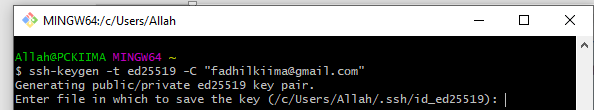 MINGW64:/c/Users/Allah
Allah@PCKIIMA MINGW64 ~
$ ssh-keygen -t ed25519 -C "fadhilkiima@gmail.com"
Generating public/private ed25519 key pair.
Enter file in which to save the key (/c/Users/Allah/.ssh/id_ed25519):